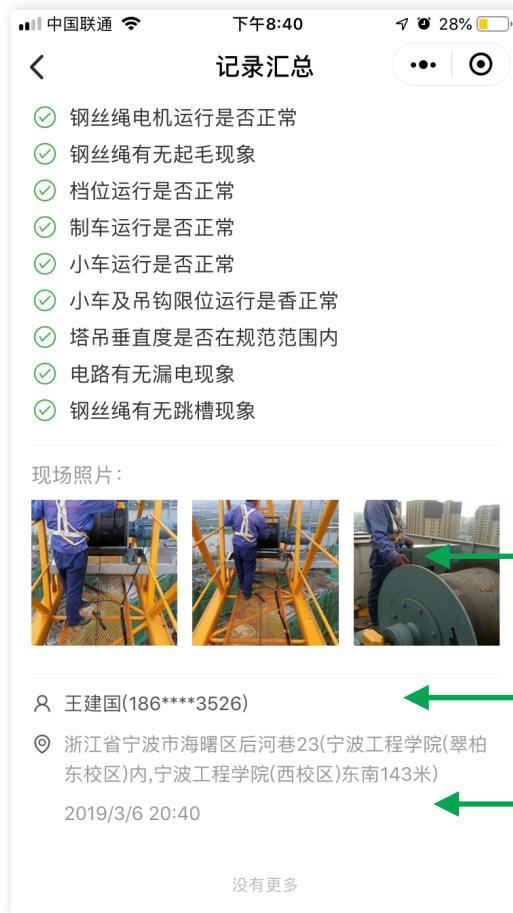 中国联通 下午8:40 28%
记录汇总
钢丝绳电机运行是否正常
钢丝绳有无起毛现象
档位运行是否正常
制车运行是否正常
小车运行是否正常
小车及吊钩限位运行是香正常
塔吊垂直度是否在规范范围内
电路有无漏电现象
钢丝绳有无跳槽现象
现场照片:
王建国(186****3526)
浙江省宁波市海曙区后河巷23(宁波工程学院(翠柏
东校区)内,宁波工程学院(西校区)东南143米)
2019/3/6 20:40
没有更多